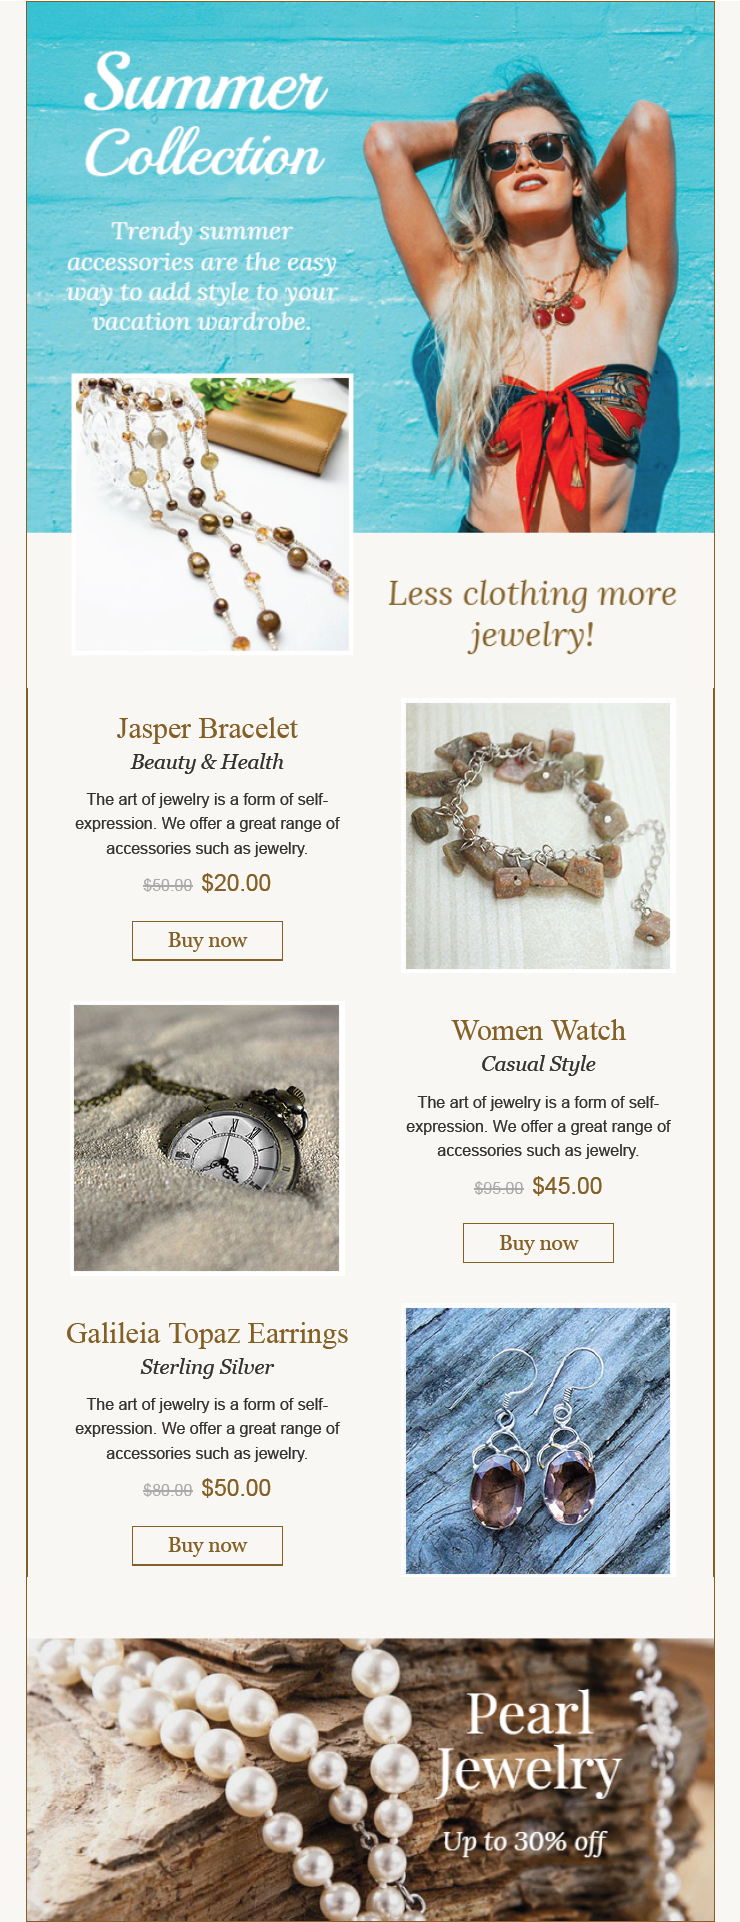 Summer
Collection
Trendy summer
accessories are the easy
way to add style to your
vacation wardrobe.
Less clothing more
jewelry!
Jasper Bracelet
Beauty & Health
The art of jewelry is a form of self-
expression. We offer a great range of
accessories such as jewelry.
$50.00 $20.00
Buy now
Women Watch
Casual Style
The art of jewelry is a form of self-
expression. We offer a great range of
accessories such as jewelry.
$95.00 $45.00
Buy now
Galileia Topaz Earrings
Sterling Silver
The art of jewelry is a form of self-
expression. We offer a great range of
accessories such as jewelry.
$80.00 $50.00
Buy now
Pearl
Jewelry
Up to 30% off